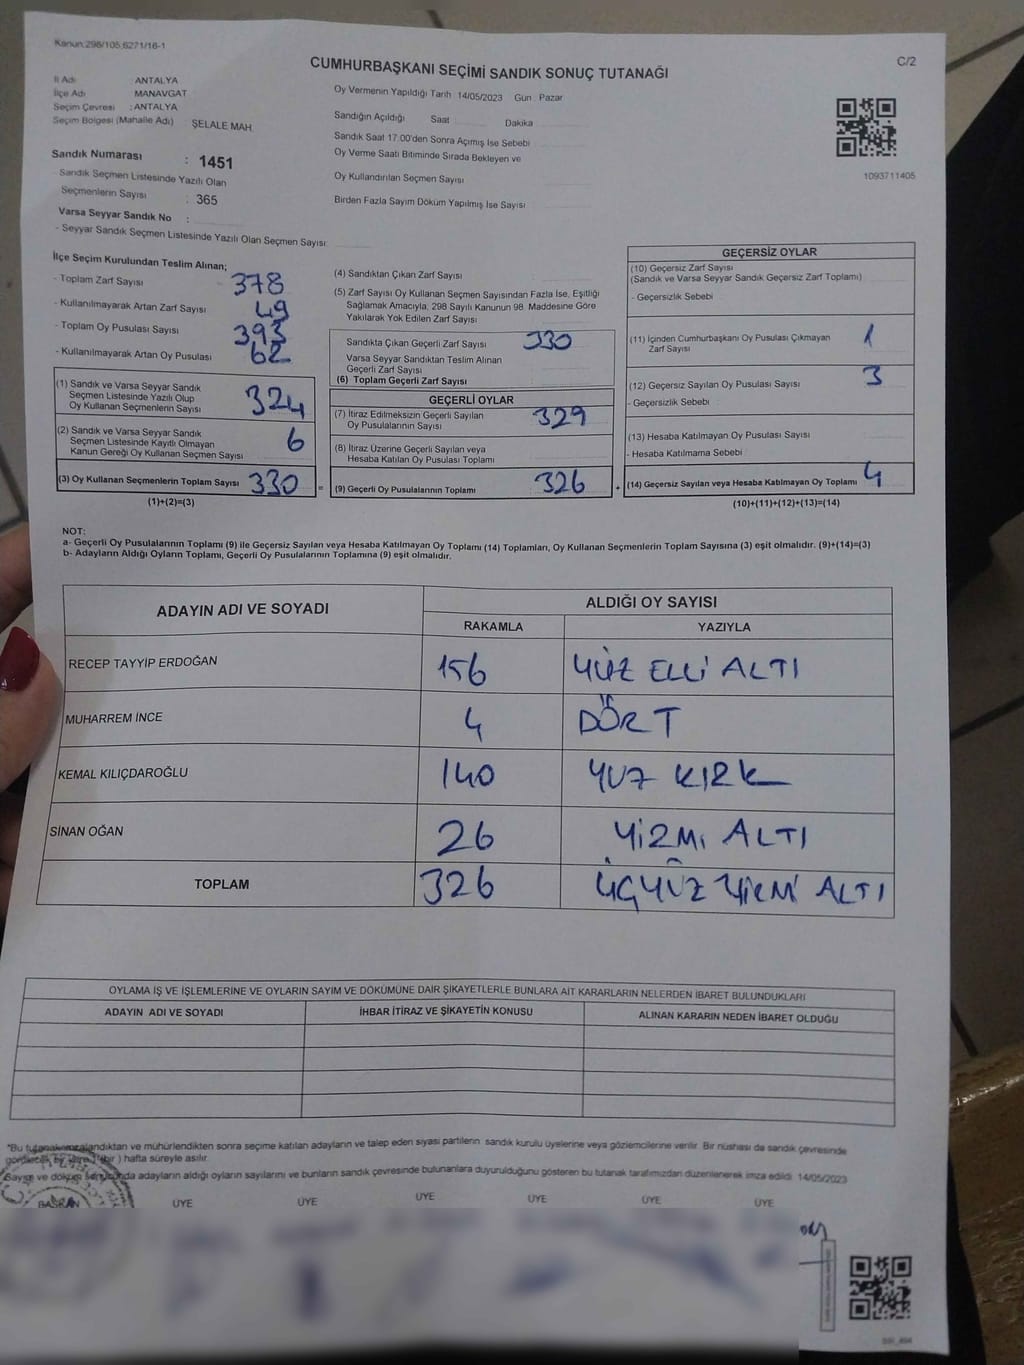 Kanun:298/105,6271/16-1
C/2
CUMHURBAŞKANI SEÇİMİ SANDIK SONUÇ TUTANAĞI
İl Adı : ANTALYA
İlçe Adı : MANAVGAT
Seçim Çevresi : ANTALYA
Seçim Bölgesi (Mahalle Adı) : ŞELALE MAH.
Sandık Numarası : 1451
Sandık Seçmen Listesinde Yazılı Olan
Seçmenlerin Sayısı : 365
Varsa Seyyar Sandık No :
- Seyyar Sandık Seçmen Listesinde Yazılı Olan Seçmen Sayısı:
Oy Vermenin Yapıldığı Tarih 14/05/2023 Gün Pazar
Sandığın Açıldığı Saat Dakika
Sandık Saat 17.00'den Sonra Açımış İse Sebebi
Oy Verme Saati Bitiminde Sırada Bekleyen ve
Oy Kullandırılan Seçmen Sayısı
Birden Fazla Sayım Döküm Yapılmış İse Sayısı
1093711405
İlçe Seçim Kurulundan Teslim Alınan;
- Toplam Zarf Sayısı 378
- Kullanılmayarak Artan Zarf Sayısı 49
- Toplam Oy Pusulası Sayısı 393
- Kullanılmayarak Artan Oy Pusulası 62
(1) Sandık ve Varsa Seyyar Sandık
Seçmen Listesinde Yazılı Olup
Oy Kullanan Seçmenlerin Sayısı 324
(2) Sandık ve Varsa Seyyar Sandık
Seçmen Listesinde Kayıtlı Olmayan
Kanun Gereği Oy Kullanan Seçmen Sayısı 6
(3) Oy Kullanan Seçmenlerin Toplam Sayısı 330
(1)+(2)=(3)
=
(4) Sandıktan Çıkan Zarf Sayısı
(5) Zarf Sayısı Oy Kullanan Seçmen Sayısından Fazla İse, Eşitliği
Sağlamak Amacıyla, 298 Sayılı Kanunun 98. Maddesine Göre
Yakılarak Yok Edilen Zarf Sayısı
Sandıkta Çıkan Geçerli Zarf Sayısı 330
Varsa Seyyar Sandıktan Teslim Alınan
Geçerli Zarf Sayısı
(6) Toplam Geçerli Zarf Sayısı
GEÇERLİ OYLAR
(7) İtiraz Edilmeksizin Geçerli Sayılan
Oy Pusulalarının Sayısı 329
(8) İtiraz Üzerine Geçerli Sayılan veya
Hesaba Katılan Oy Pusulası Toplamı
(9) Geçerli Oy Pusulalarının Toplamı 326
+
GEÇERSİZ OYLAR
(10) Geçersiz Zarf Sayısı
(Sandık ve Varsa Seyyar Sandık Geçersiz Zarf Toplamı)
- Geçersizlik Sebebi
(11) İçinden Cumhurbaşkanı Oy Pusulası Çıkmayan
Zarf Sayısı 1
(12) Geçersiz Sayılan Oy Pusulası Sayısı 3
- Geçersizlik Sebebi
(13) Hesaba Katılmayan Oy Pusulası Sayısı
- Hesaba Katılmama Sebebi
(14) Geçersiz Sayılan veya Hesaba Katılmayan Oy Toplamı 4
(10)+(11)+(12)+(13)=(14)
NOT:
a- Geçerli Oy Pusulalarının Toplamı (9) ile Geçersiz Sayılan veya Hesaba Katılmayan Oy Toplamı (14) Toplamları, Oy Kullanan Seçmenlerin Toplam Sayısına (3) eşit olmalıdır. (9)+(14)=(3)
b- Adayların Aldığı Oyların Toplamı, Geçerli Oy Pusulalarının Toplamına (9) eşit olmalıdır.
ADAYIN ADI VE SOYADI ALDIĞI OY SAYISI
RAKAMLA YAZIYLA
RECEP TAYYİP ERDOĞAN 156 YÜZ ELLİ ALTI
MUHARREM İNCE 4 DÖRT
KEMAL KILIÇDAROĞLU 140 YUZ KIRK
SİNAN OĞAN 26 YİRMİ ALTI
TOPLAM 326 ÜÇYÜZ YİRMİ ALTI
OYLAMA İŞ VE İŞLEMLERİNE VE OYLARIN SAYIM VE DÖKÜMÜNE DAİR ŞİKAYETLERLE BUNLARA AİT KARARLARIN NELERDEN İBARET BULUNDUKLARI
ADAYIN ADI VE SOYADI İHBAR İTİRAZ VE ŞİKAYETİN KONUSU ALINAN KARARIN NEDEN İBARET OLDUĞU
"Bu tutanak imzalandıktan ve mühürlendikten sonra seçime katılan adayların ve talep eden siyasi partilerin sandık kurulu üyelerine veya gözlemcilerine verilir. Bir nüshası da sandık çevresinde
hafta süreyle asılır.
Sayım ve döküm sonucunda adayların aldığı oyların sayılarını ve bunların sandık çevresinde bulunanlara duyurulduğunu gösteren bu tutanak tarafımızdan düzenlenerek imza edildi. 14/05/2023
BAŞKAN ÜYE ÜYE ÜYE ÜYE ÜYE ÜYE